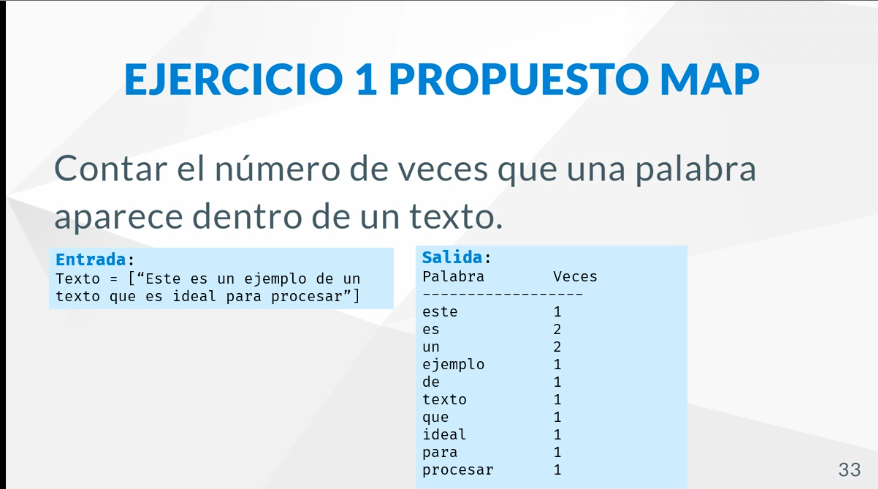 EJERCICIO 1 PROPUESTO MAP
Contar el número de veces que una palabra
aparece dentro de un texto.
Entrada:
Texto = [“Este es un ejemplo de un
texto que es ideal para procesar”]
Salida:
Palabra Veces
------------------
este 1
es 2
un 2
ejemplo 1
de 1
texto 1
que 1
ideal 1
para 1
procesar 1
33